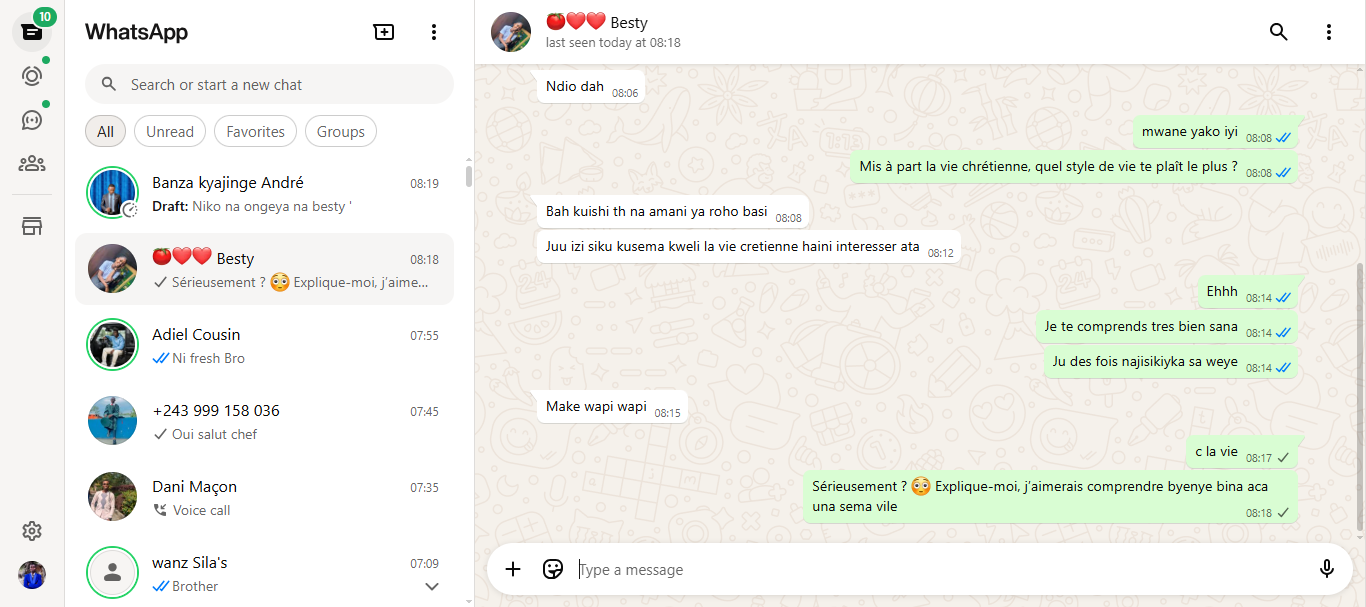 10
WhatsApp
Search or start a new chat
All
Unread
Favorites
Groups
Banza kyajinge André
08:19
Draft: Niko na ongeya na besty '
🍅❤️❤️ Besty
08:18
Sérieusement ? 😳 Explique-moi, j'aime...
Adiel Cousin
07:55
Ni fresh Bro
+243 999 158 036
07:45
Oui salut chef
Dani Maçon
07:35
Voice call
wanz Sila's
07:09
Brother
🍅❤️❤️ Besty
last seen today at 08:18
Ndio dah 08:06
mwane yako iyi 08:08
Mis à part la vie chrétienne, quel style de vie te plaît le plus ? 08:08
Bah kuishi th na amani ya roho basi 08:08
Juu izi siku kusema kweli la vie cretienne haini interesser ata 08:12
Ehhh 08:14
Je te comprends tres bien sana 08:14
Ju des fois najisikiyka sa weye 08:14
Make wapi wapi 08:15
c la vie 08:17
Sérieusement ? 😳 Explique-moi, j'aimerais comprendre byenye bina aca
una sema vile 08:18
Type a message